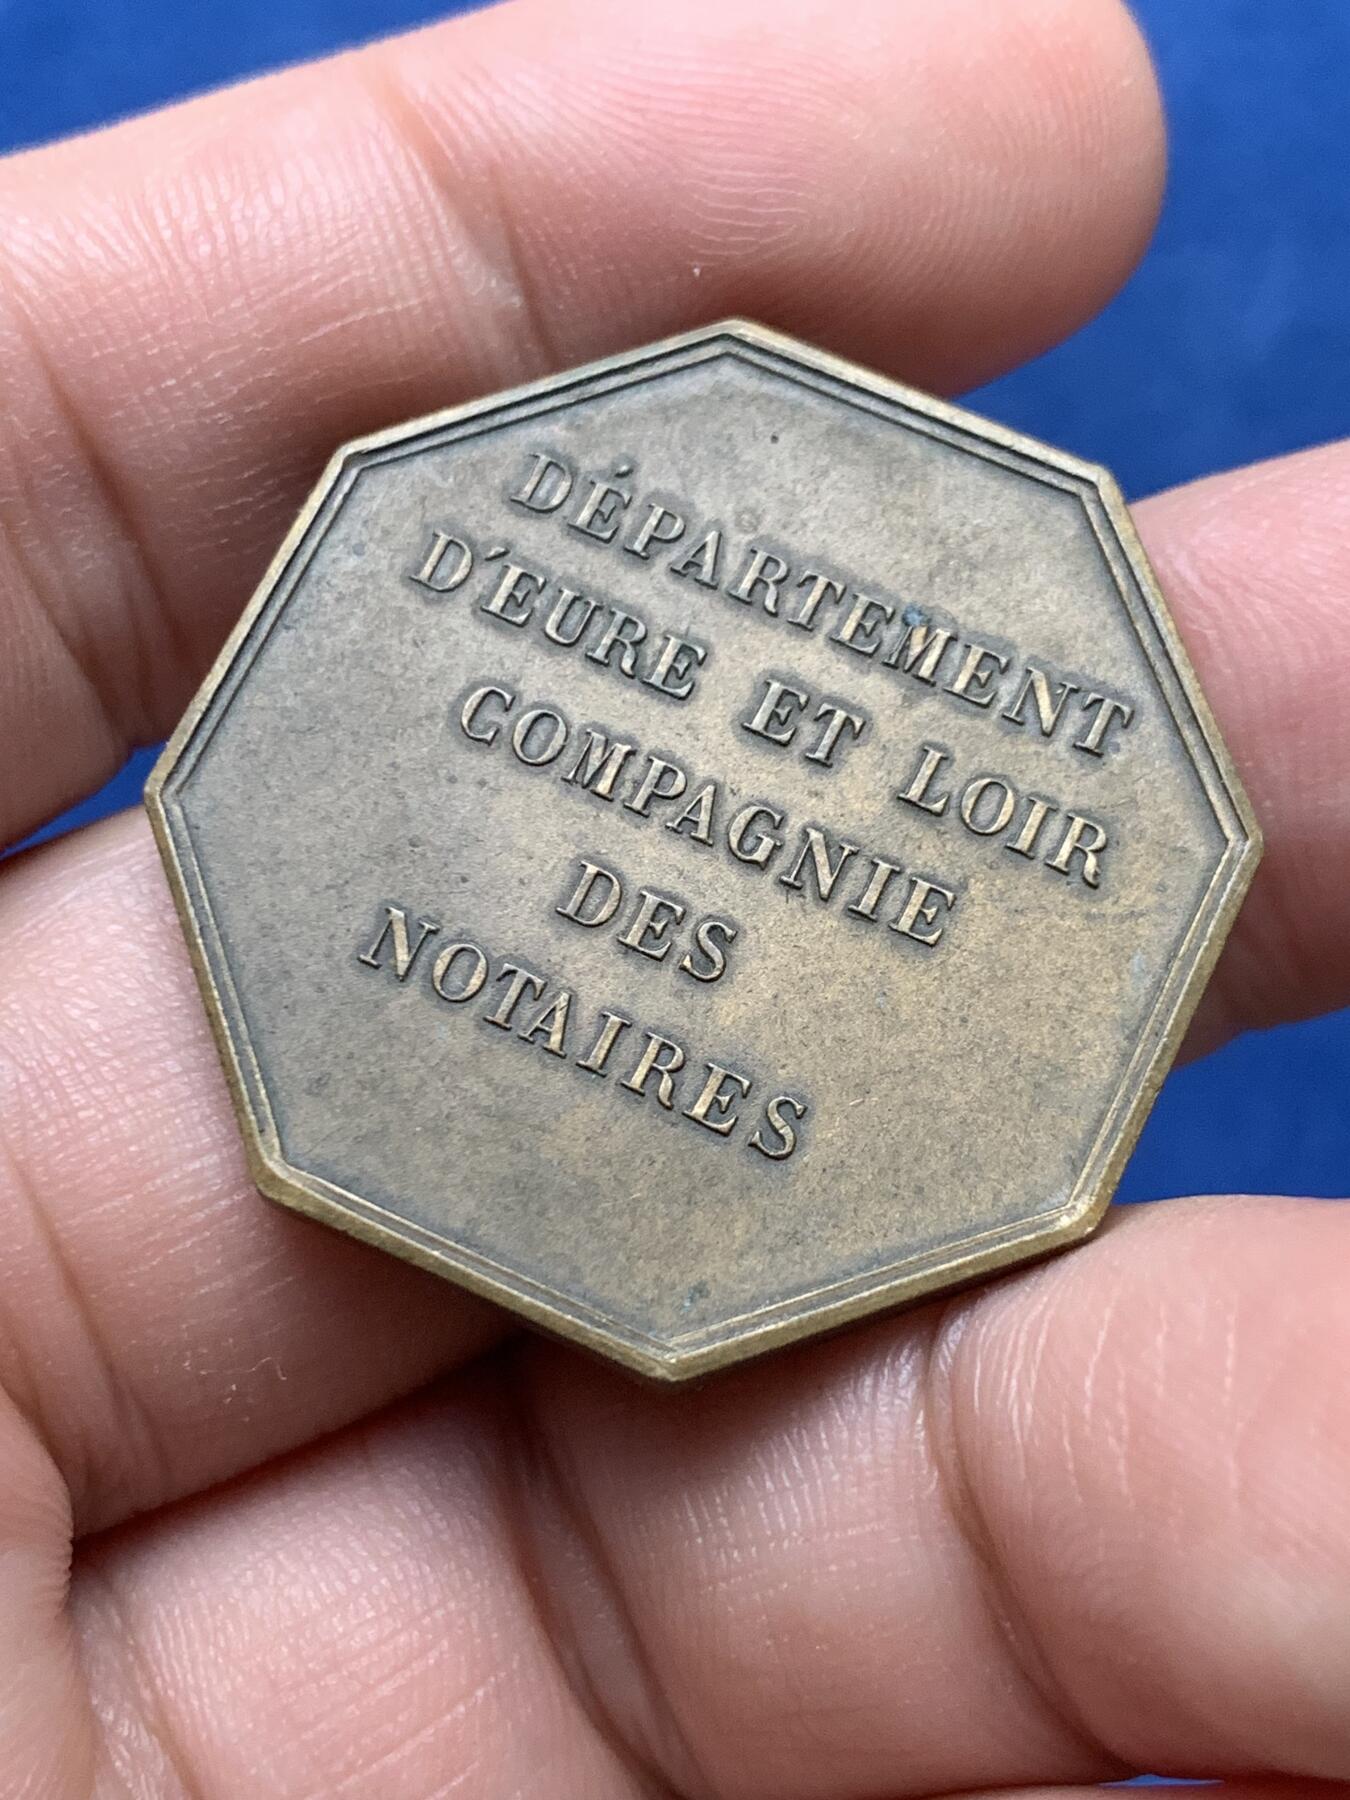 DÉPARTEMENT
D'EURE ET LOIR
COMPAGNIE
DES
NOTAIRES